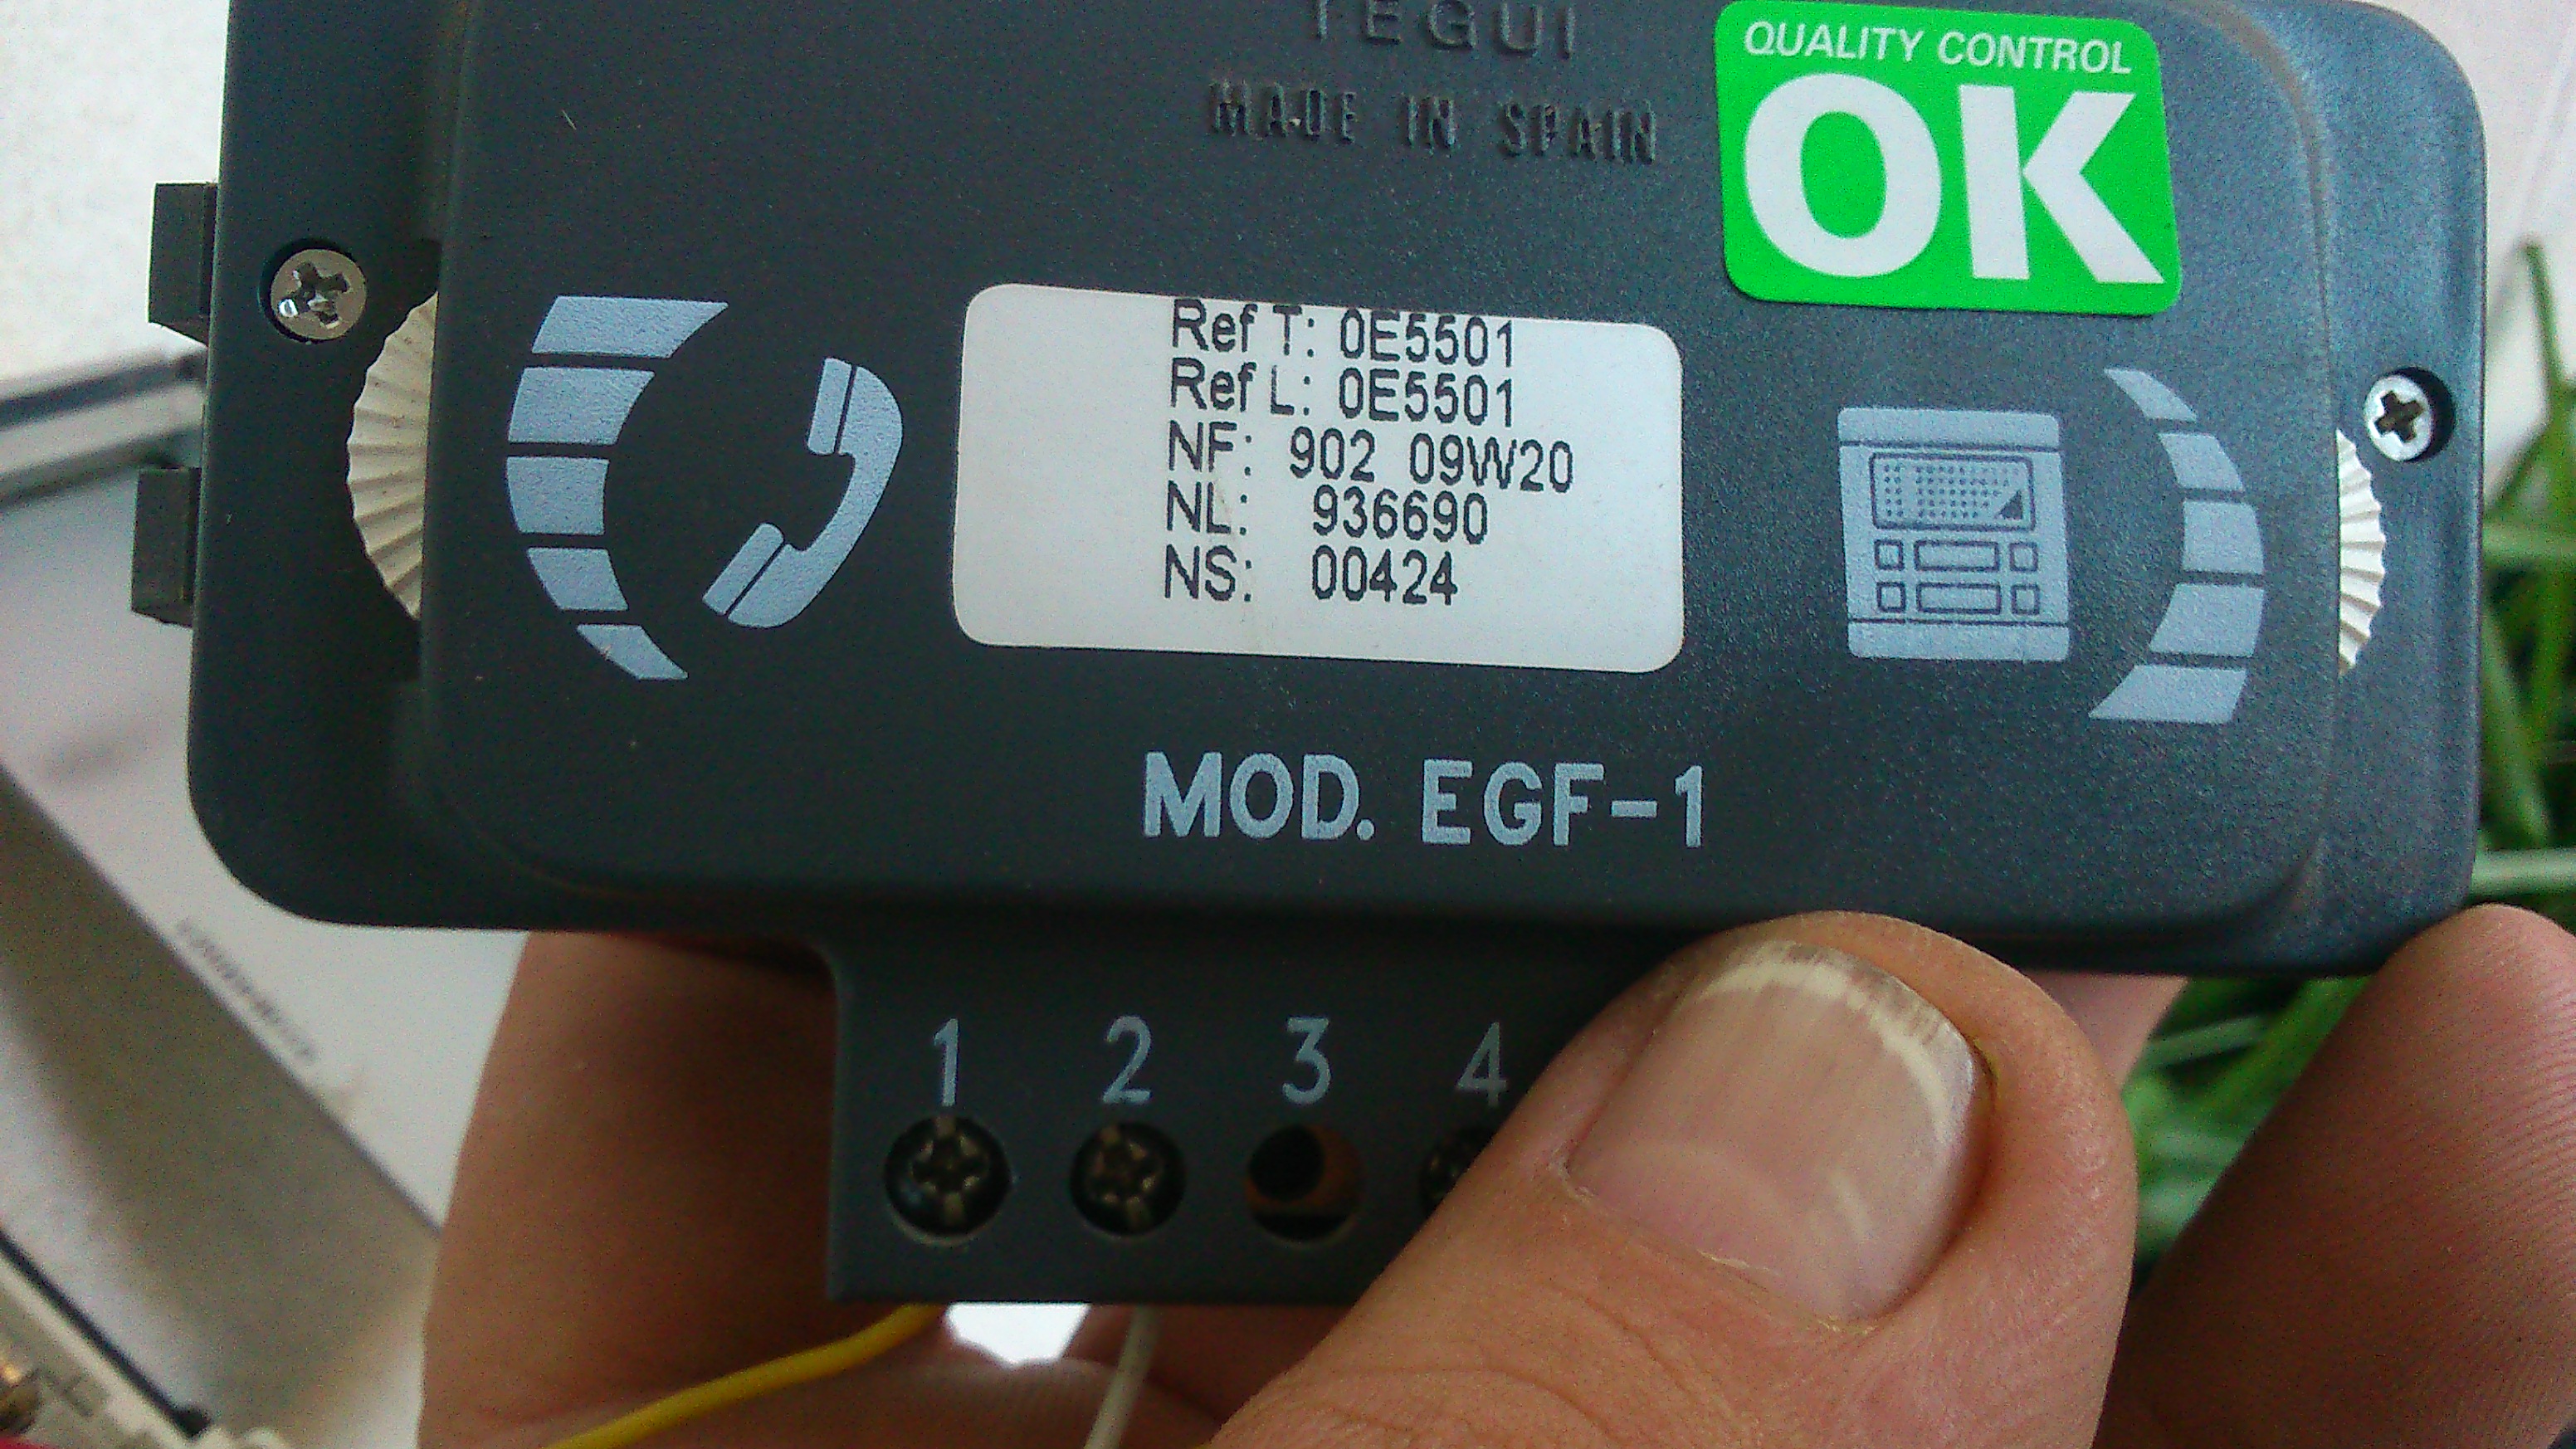 TEGUI
MADE IN SPAIN
QUALITY CONTROL
OK
Ref T: 0E5501
Ref L: 0E5501
NF: 902 09W20
NL: 936690
NS: 00424
MOD. EGF-1
1 2 3 4